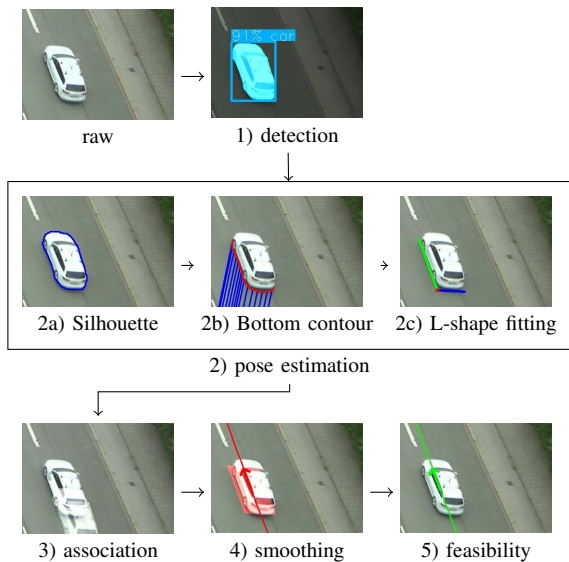 91% car
raw
1) detection
2a) Silhouette
2b) Bottom contour
2c) L-shape fitting
2) pose estimation
3) association
4) smoothing
5) feasibility